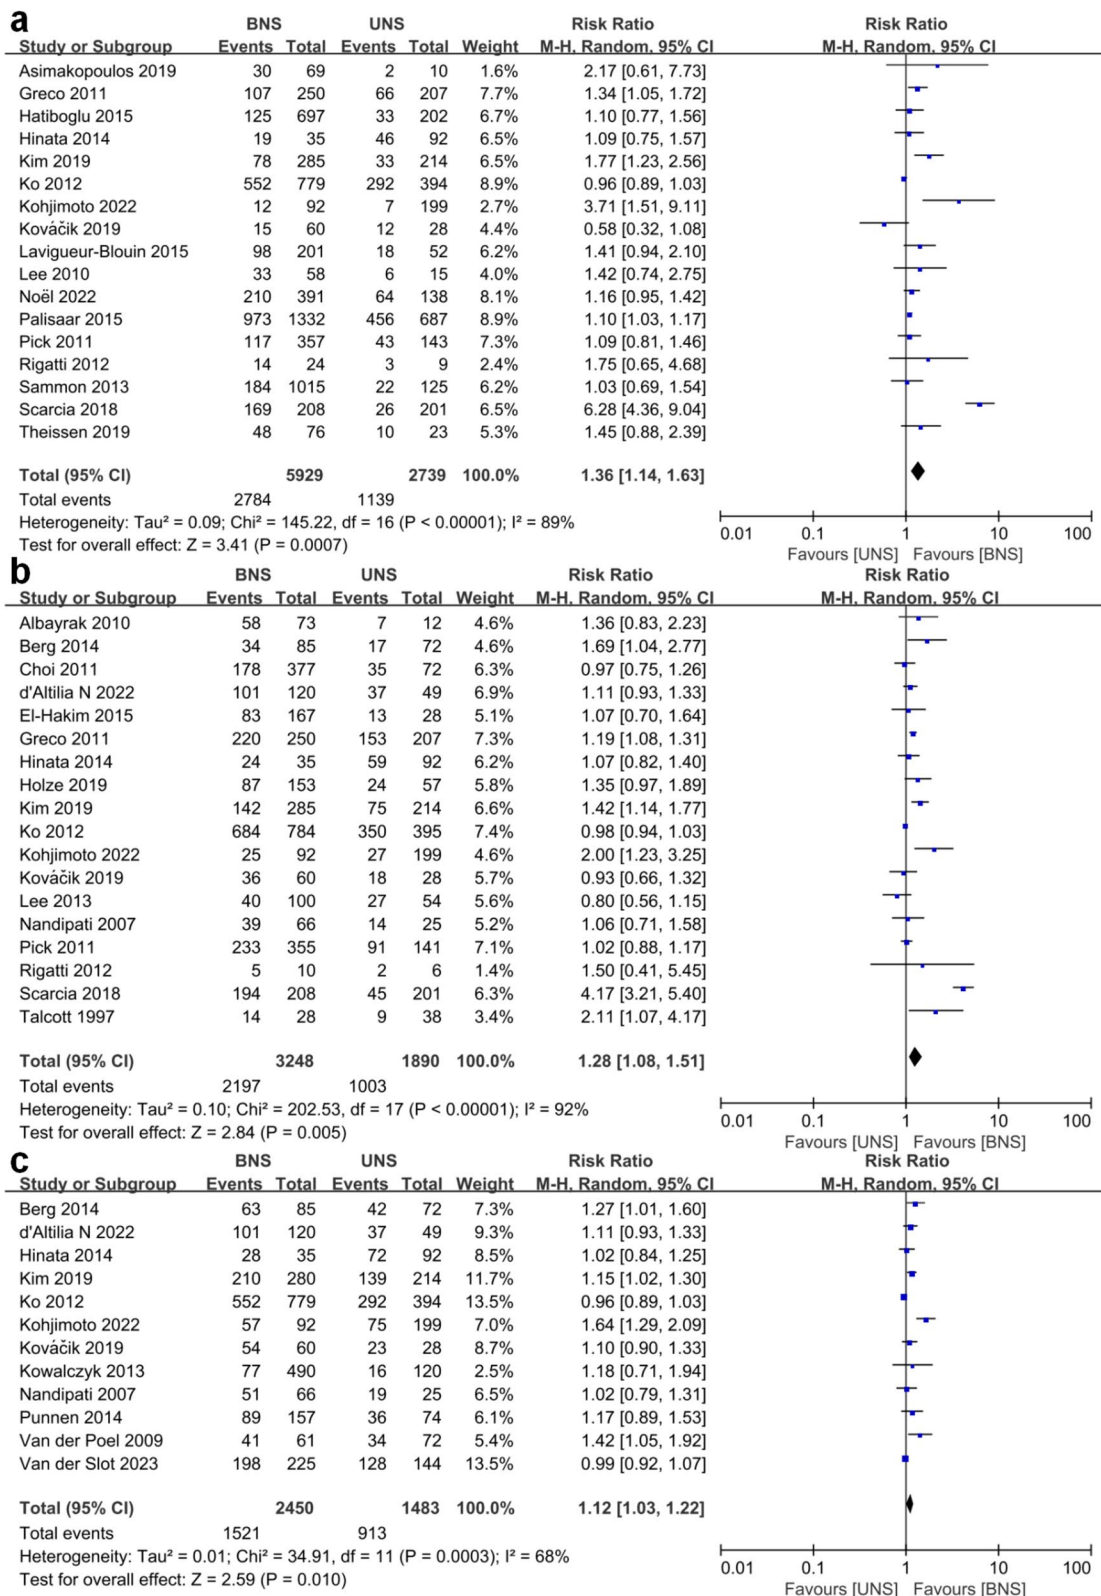 a
BNS UNS Risk Ratio Risk Ratio
Study or Subgroup Events Total Events Total Weight M-H, Random, 95% CI M-H, Random, 95% CI
Asimakopoulos 2019 30 69 2 10 1.6% 2.17 [0.61, 7.73]
Greco 2011 107 250 66 207 7.7% 1.34 [1.05, 1.72]
Hatiboglu 2015 125 697 33 202 6.7% 1.10 [0.77, 1.56]
Hinata 2014 19 35 46 92 6.5% 1.09 [0.75, 1.57]
Kim 2019 78 285 33 214 6.5% 1.77 [1.23, 2.56]
Ko 2012 552 779 292 394 8.9% 0.96 [0.89, 1.03]
Kohjimoto 2022 12 92 7 199 2.7% 3.71 [1.51, 9.11]
Kováčik 2019 15 60 12 28 4.4% 0.58 [0.32, 1.08]
Lavigueur-Blouin 2015 98 201 18 52 6.2% 1.41 [0.94, 2.10]
Lee 2010 33 58 6 15 4.0% 1.42 [0.74, 2.75]
Noël 2022 210 391 64 138 8.1% 1.16 [0.95, 1.42]
Palisaar 2015 973 1332 456 687 8.9% 1.10 [1.03, 1.17]
Pick 2011 117 357 43 143 7.3% 1.09 [0.81, 1.46]
Rigatti 2012 14 24 3 9 2.4% 1.75 [0.65, 4.68]
Sammon 2013 184 1015 22 125 6.2% 1.03 [0.69, 1.54]
Scarcia 2018 169 208 26 201 6.5% 6.28 [4.36, 9.04]
Theissen 2019 48 76 10 23 5.3% 1.45 [0.88, 2.39]
Total (95% CI) 5929 2739 100.0% 1.36 [1.14, 1.63]
Total events 2784 1139
Heterogeneity: Tau² = 0.09; Chi² = 145.22, df = 16 (P < 0.00001); I² = 89%
Test for overall effect: Z = 3.41 (P = 0.0007)
0.01 0.1 1 10 100
Favours [UNS] Favours [BNS]
b
BNS UNS Risk Ratio Risk Ratio
Study or Subgroup Events Total Events Total Weight M-H, Random, 95% CI M-H, Random, 95% CI
Albayrak 2010 58 73 7 12 4.6% 1.36 [0.83, 2.23]
Berg 2014 34 85 17 72 4.6% 1.69 [1.04, 2.77]
Choi 2011 178 377 35 72 6.3% 0.97 [0.75, 1.26]
d'Altilia N 2022 101 120 37 49 6.9% 1.11 [0.93, 1.33]
El-Hakim 2015 83 167 13 28 5.1% 1.07 [0.70, 1.64]
Greco 2011 220 250 153 207 7.3% 1.19 [1.08, 1.31]
Hinata 2014 24 35 59 92 6.2% 1.07 [0.82, 1.40]
Holze 2019 87 153 24 57 5.8% 1.35 [0.97, 1.89]
Kim 2019 142 285 75 214 6.6% 1.42 [1.14, 1.77]
Ko 2012 684 784 350 395 7.4% 0.98 [0.94, 1.03]
Kohjimoto 2022 25 92 27 199 4.6% 2.00 [1.23, 3.25]
Kováčik 2019 36 60 18 28 5.7% 0.93 [0.66, 1.32]
Lee 2013 40 100 27 54 5.6% 0.80 [0.56, 1.15]
Nandipati 2007 39 66 14 25 5.2% 1.06 [0.71, 1.58]
Pick 2011 233 355 91 141 7.1% 1.02 [0.88, 1.17]
Rigatti 2012 5 10 2 6 1.4% 1.50 [0.41, 5.45]
Scarcia 2018 194 208 45 201 6.3% 4.17 [3.21, 5.40]
Talcott 1997 14 28 9 38 3.4% 2.11 [1.07, 4.17]
Total (95% CI) 3248 1890 100.0% 1.28 [1.08, 1.51]
Total events 2197 1003
Heterogeneity: Tau² = 0.10; Chi² = 202.53, df = 17 (P < 0.00001); I² = 92%
Test for overall effect: Z = 2.84 (P = 0.005)
0.01 0.1 1 10 100
Favours [UNS] Favours [BNS]
c
BNS UNS Risk Ratio Risk Ratio
Study or Subgroup Events Total Events Total Weight M-H, Random, 95% CI M-H, Random, 95% CI
Berg 2014 63 85 42 72 7.3% 1.27 [1.01, 1.60]
d'Altilia N 2022 101 120 37 49 9.3% 1.11 [0.93, 1.33]
Hinata 2014 28 35 72 92 8.5% 1.02 [0.84, 1.25]
Kim 2019 210 280 139 214 11.7% 1.15 [1.02, 1.30]
Ko 2012 552 779 292 394 13.5% 0.96 [0.89, 1.03]
Kohjimoto 2022 57 92 75 199 7.0% 1.64 [1.29, 2.09]
Kováčik 2019 54 60 23 28 8.7% 1.10 [0.90, 1.33]
Kowalczyk 2013 77 490 16 120 2.5% 1.18 [0.71, 1.94]
Nandipati 2007 51 66 19 25 6.5% 1.02 [0.79, 1.31]
Punnen 2014 89 157 36 74 6.1% 1.17 [0.89, 1.53]
Van der Poel 2009 41 61 34 72 5.4% 1.42 [1.05, 1.92]
Van der Slot 2023 198 225 128 144 13.5% 0.99 [0.92, 1.07]
Total (95% CI) 2450 1483 100.0% 1.12 [1.03, 1.22]
Total events 1521 913
Heterogeneity: Tau² = 0.01; Chi² = 34.91, df = 11 (P = 0.0003); I² = 68%
Test for overall effect: Z = 2.59 (P = 0.010)
0.01 0.1 1 10 100
Favours [UNS] Favours [BNS]